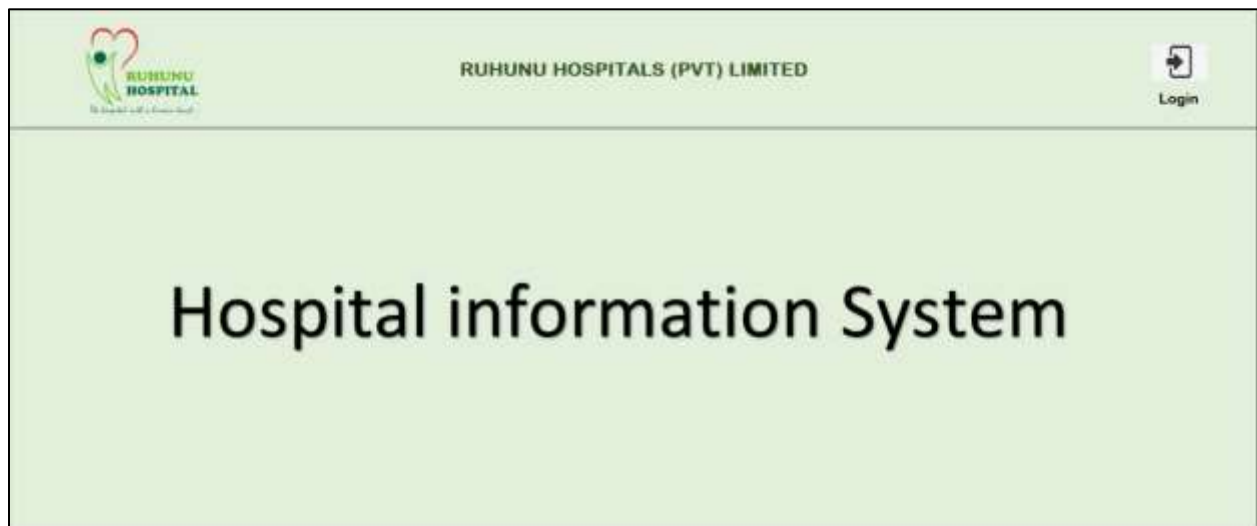 RUHUNU
HOSPITAL
RUHUNU HOSPITALS (PVT) LIMITED
Login
Hospital information System